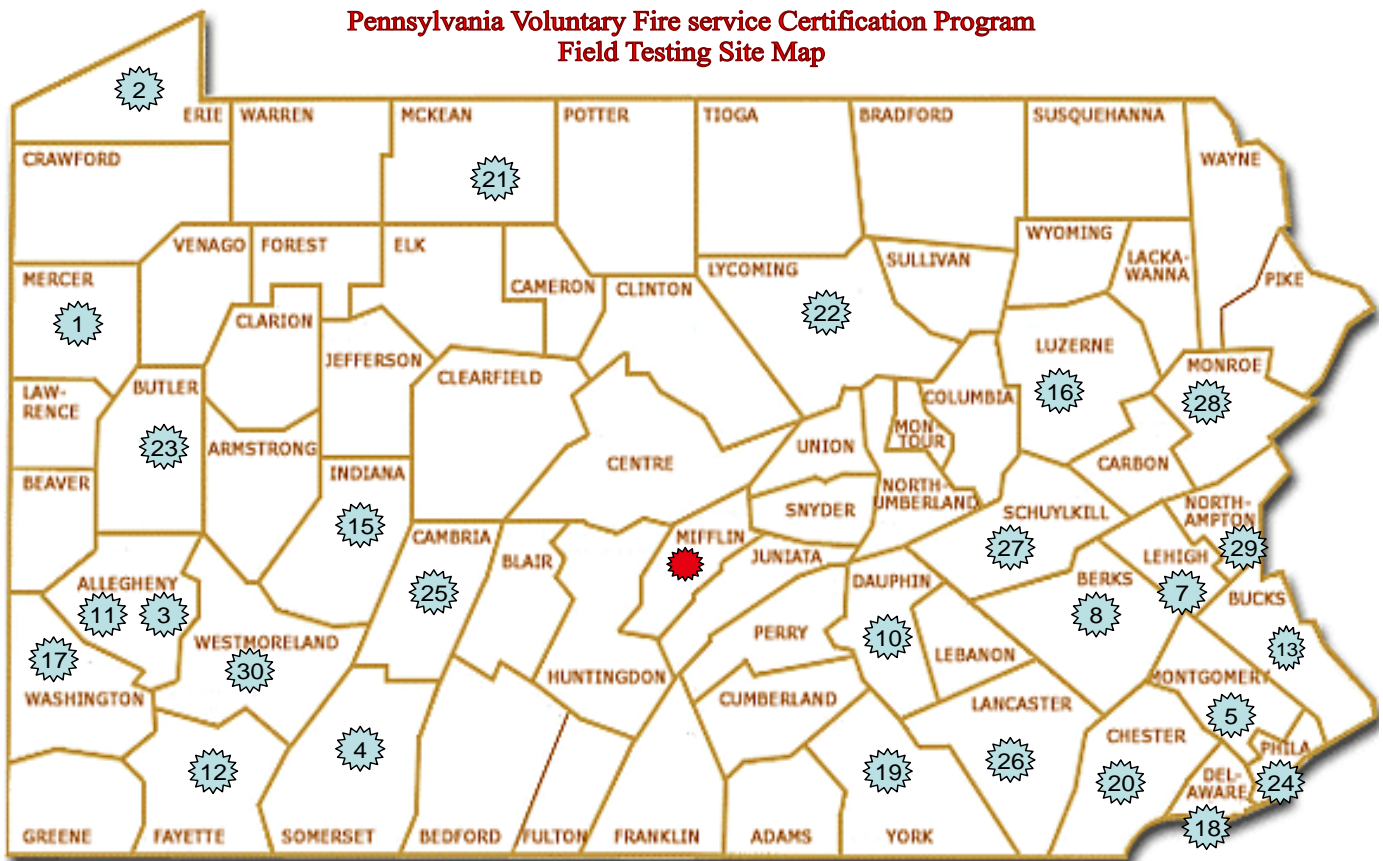 Pennsylvania Voluntary Fire service Certification Program
Field Testing Site Map
2
ERIE
WARREN
MCKEAN
POTTER
TIOGA
BRADFORD
SUSQUEHANNA
WAYNE
CRAWFORD
21
VENAGO
FOREST
ELK
CAMERON
CLINTON
LYCOMING
SULLIVAN
WYOMING
LACKA-
WANNA
PIKE
MERCER
1
CLARION
22
JEFFERSON
CLEARFIELD
LUZERNE
16
MONROE
28
LAW-
RENCE
BUTLER
23
ARMSTRONG
COLUMBIA
MON
TOUR
UNION
CENTRE
CARBON
BEAVER
INDIANA
15
NORTH-
UMBERLAND
SNYDER
SCHUYLKILL
27
NORTH-
AMPTON
29
CAMBRIA
25
BLAIR
MIFFLIN
JUNIATA
DAUPHIN
10
BERKS
8
LEHIGH
7
BUCKS
13
ALLEGHENY
11
3
WESTMORELAND
30
PERRY
LEBANON
17
WASHINGTON
HUNTINGDON
CUMBERLAND
LANCASTER
26
MONTGOMERY
5
CHESTER
20
PHILA
24
DEL-
AWARE
18
12
4
19
GREENE
FAYETTE
SOMERSET
BEDFORD
FULTON
FRANKLIN
ADAMS
YORK